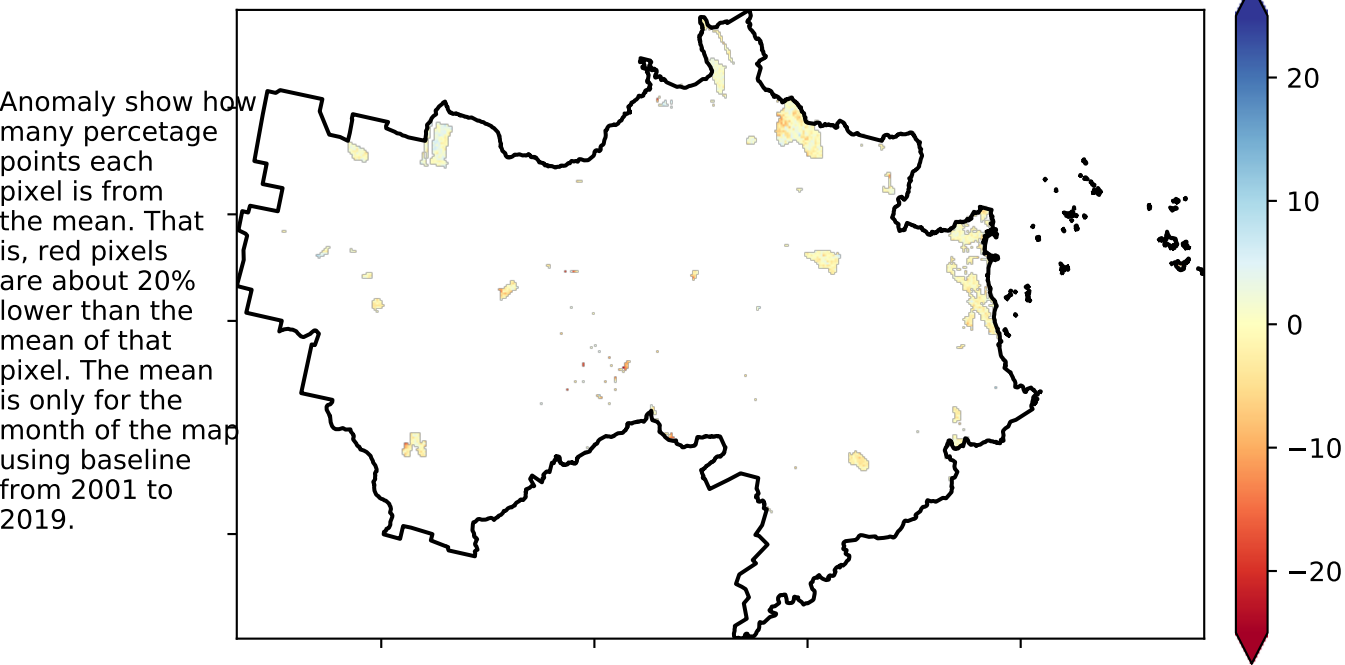 Anomaly show how
many percetage
points each
pixel is from
the mean. That
is, red pixels
are about 20%
lower than the
mean of that
pixel. The mean
is only for the
month of the map
using baseline
from 2001 to
2019.
20
10
0
−10
−20